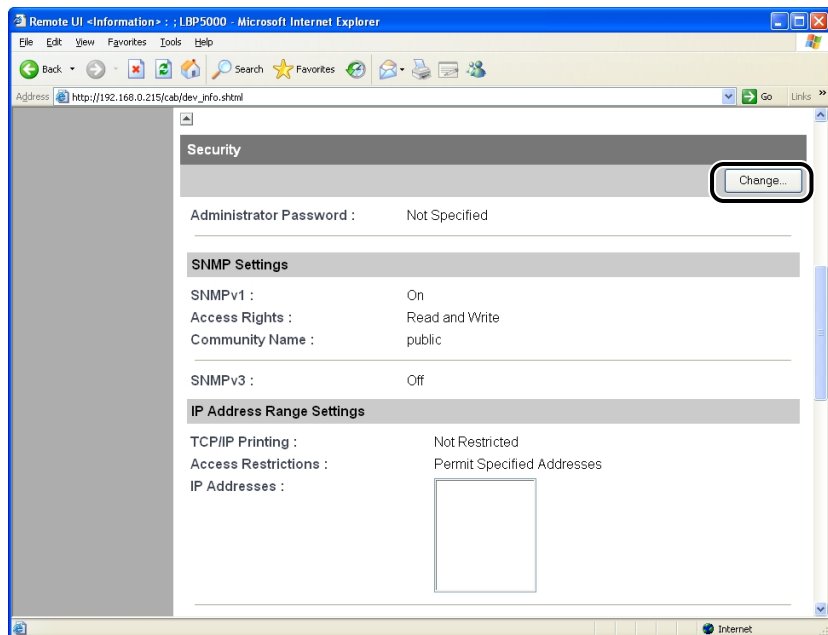 Remote UI <Information> : ; LBP5000 - Microsoft Internet Explorer
File Edit View Favorites Tools Help
Back Search Favorites
Address http://192.168.0.215/cab/dev_info.shtml Go Links »
Security
Change...
Administrator Password : Not Specified
SNMP Settings
SNMPv1 : On
Access Rights : Read and Write
Community Name : public
SNMPv3 : Off
IP Address Range Settings
TCP/IP Printing : Not Restricted
Access Restrictions : Permit Specified Addresses
IP Addresses :
Internet